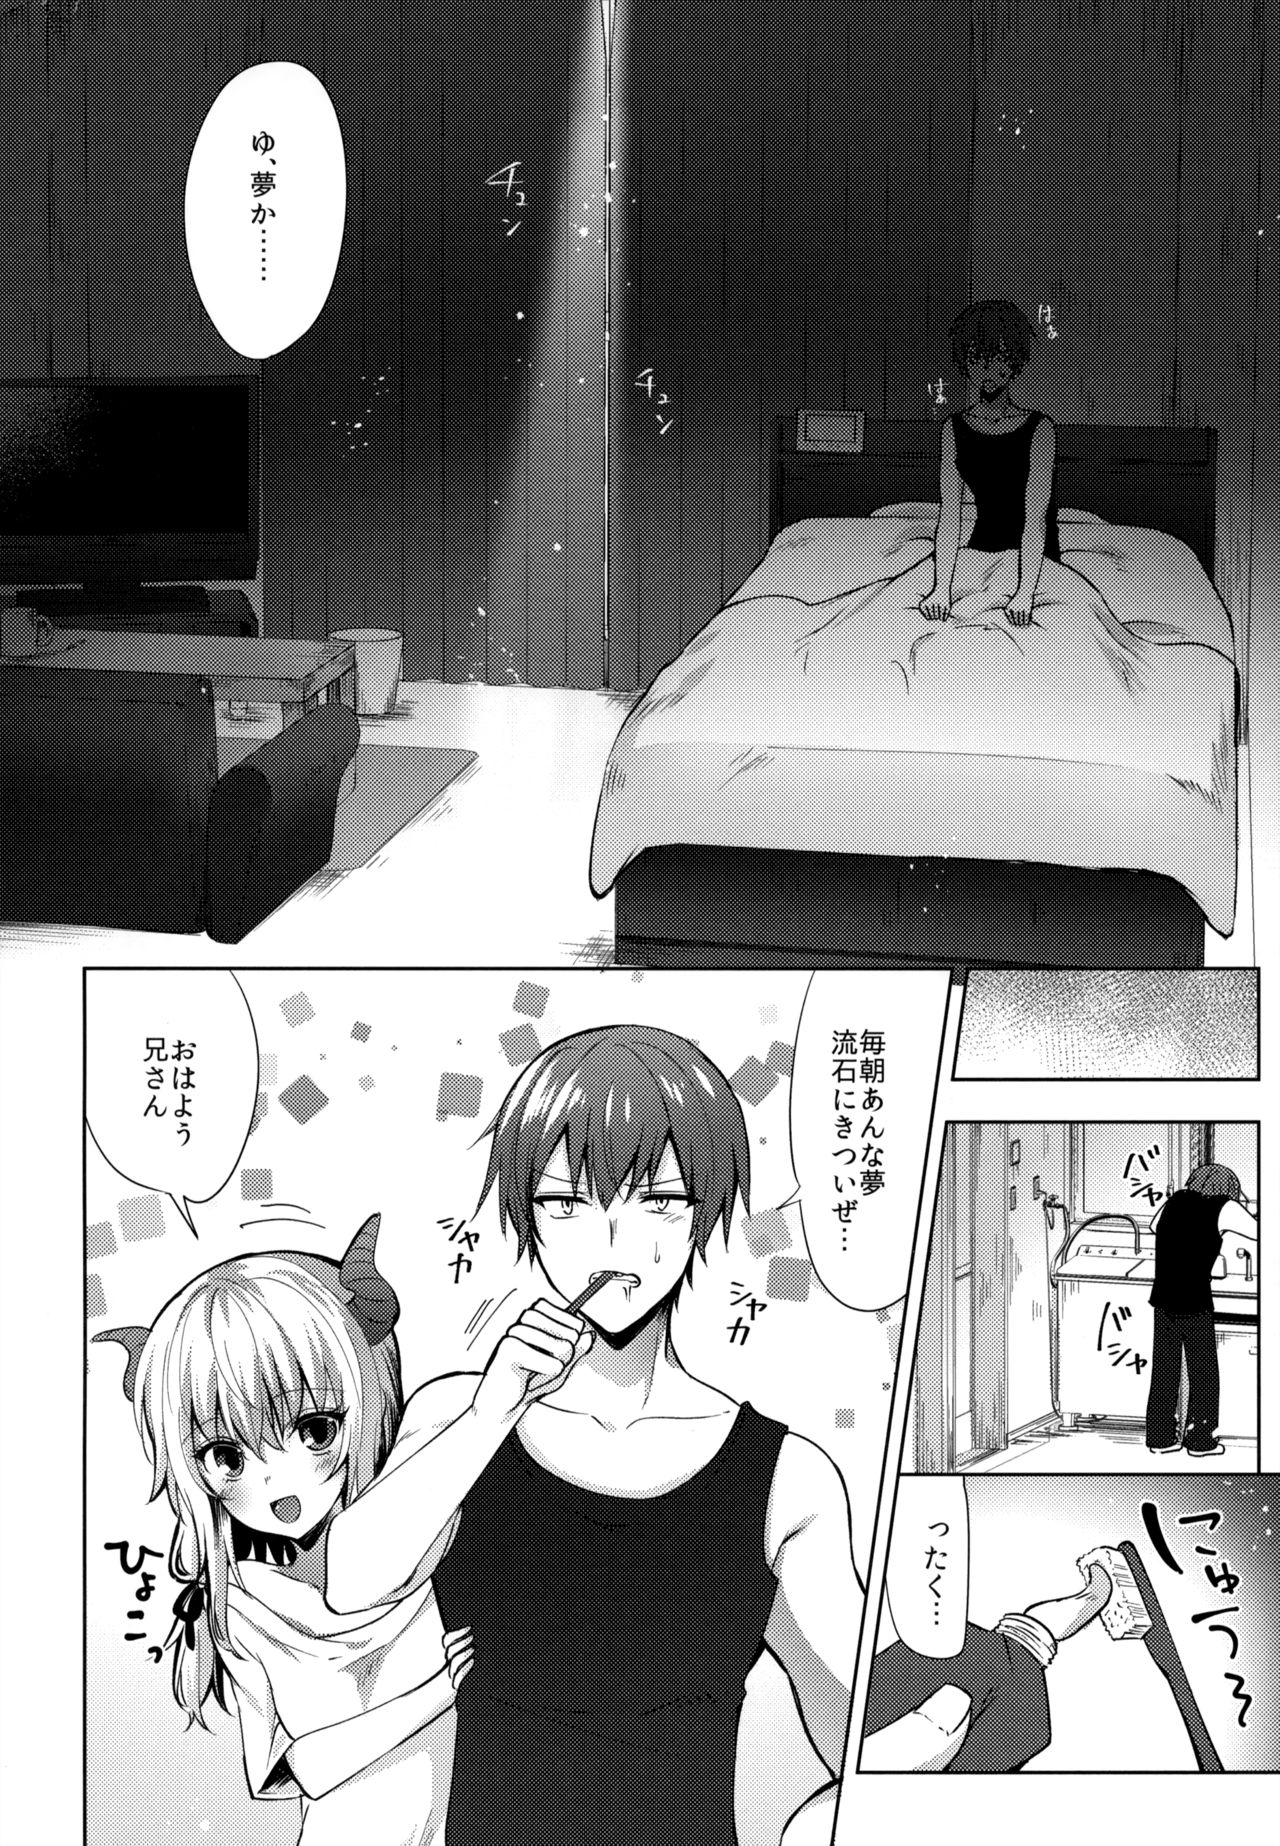 はぁ
はぁ…
チュン
チュン
ゆ、夢か……
バシャ
バシャ
にゅう〜
ったく…
毎朝あんな夢
流石にきついぜ…
シャカ
シャカ
おはよう
兄さん
ひょこっ